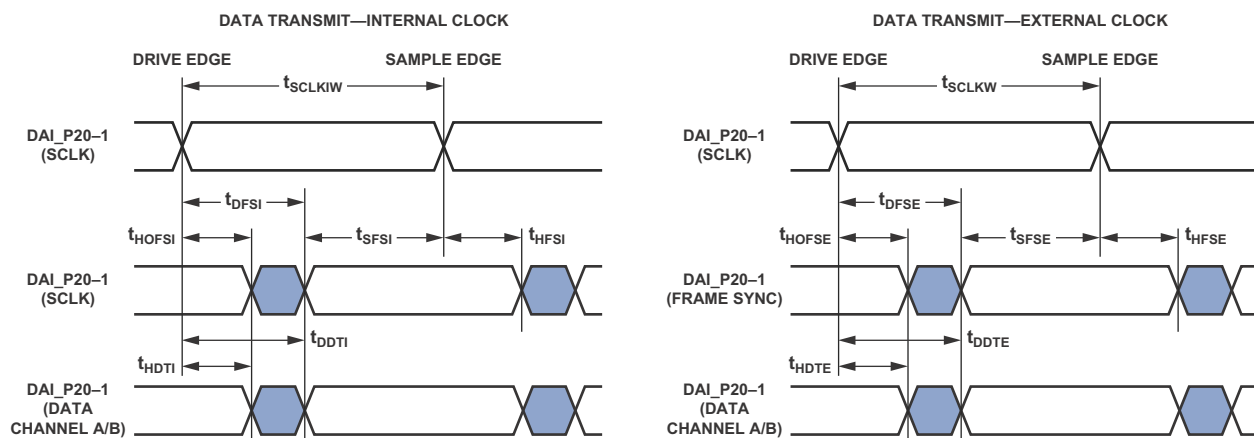 DATA TRANSMIT—INTERNAL CLOCK
DRIVE EDGE
SAMPLE EDGE
tSCLKIW
DAI_P20–1
(SCLK)
tDFSI
tHOFSI
tSFSI
tHFSI
DAI_P20–1
(SCLK)
tDDTI
tHDTI
DAI_P20–1
(DATA
CHANNEL A/B)
DATA TRANSMIT—EXTERNAL CLOCK
DRIVE EDGE
SAMPLE EDGE
tSCLKW
DAI_P20–1
(SCLK)
tDFSE
tHOFSE
tSFSE
tHFSE
DAI_P20–1
(FRAME SYNC)
tDDTE
tHDTE
DAI_P20–1
(DATA
CHANNEL A/B)